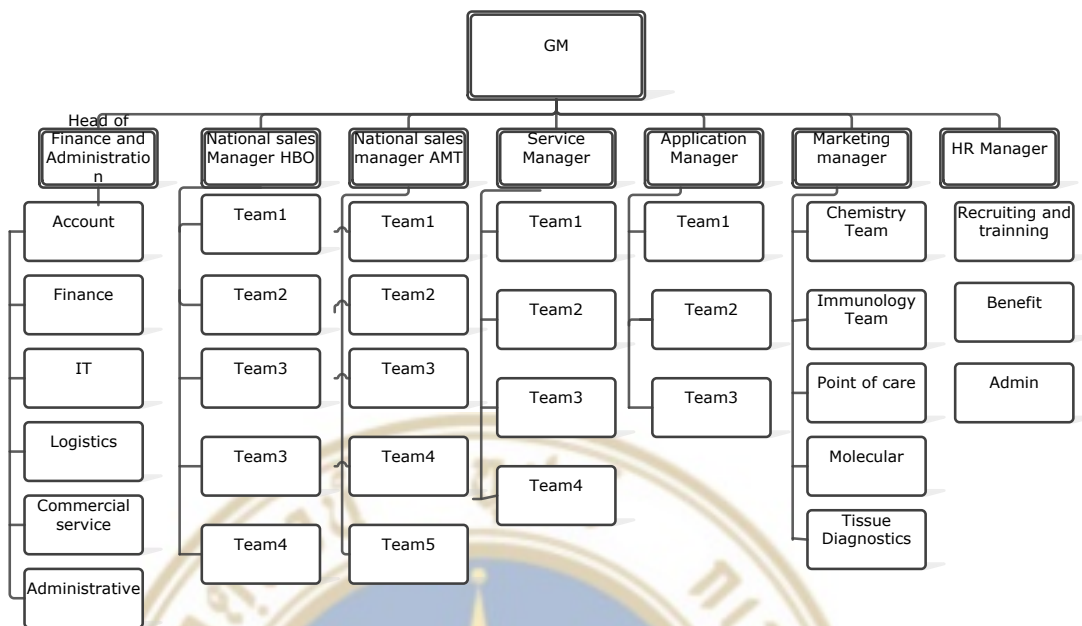 GM
Head of
Finance and
Administratio
n
National sales
Manager HBO
National sales
manager AMT
Service
Manager
Application
Manager
Marketing
manager
HR Manager
Account
Finance
IT
Logistics
Commercial
service
Administrative
Team1
Team2
Team3
Team3
Team4
Team1
Team2
Team3
Team4
Team5
Team1
Team2
Team3
Team4
Team1
Team2
Team3
Chemistry
Team
Immunology
Team
Point of care
Molecular
Tissue
Diagnostics
Recruiting and
trainning
Benefit
Admin